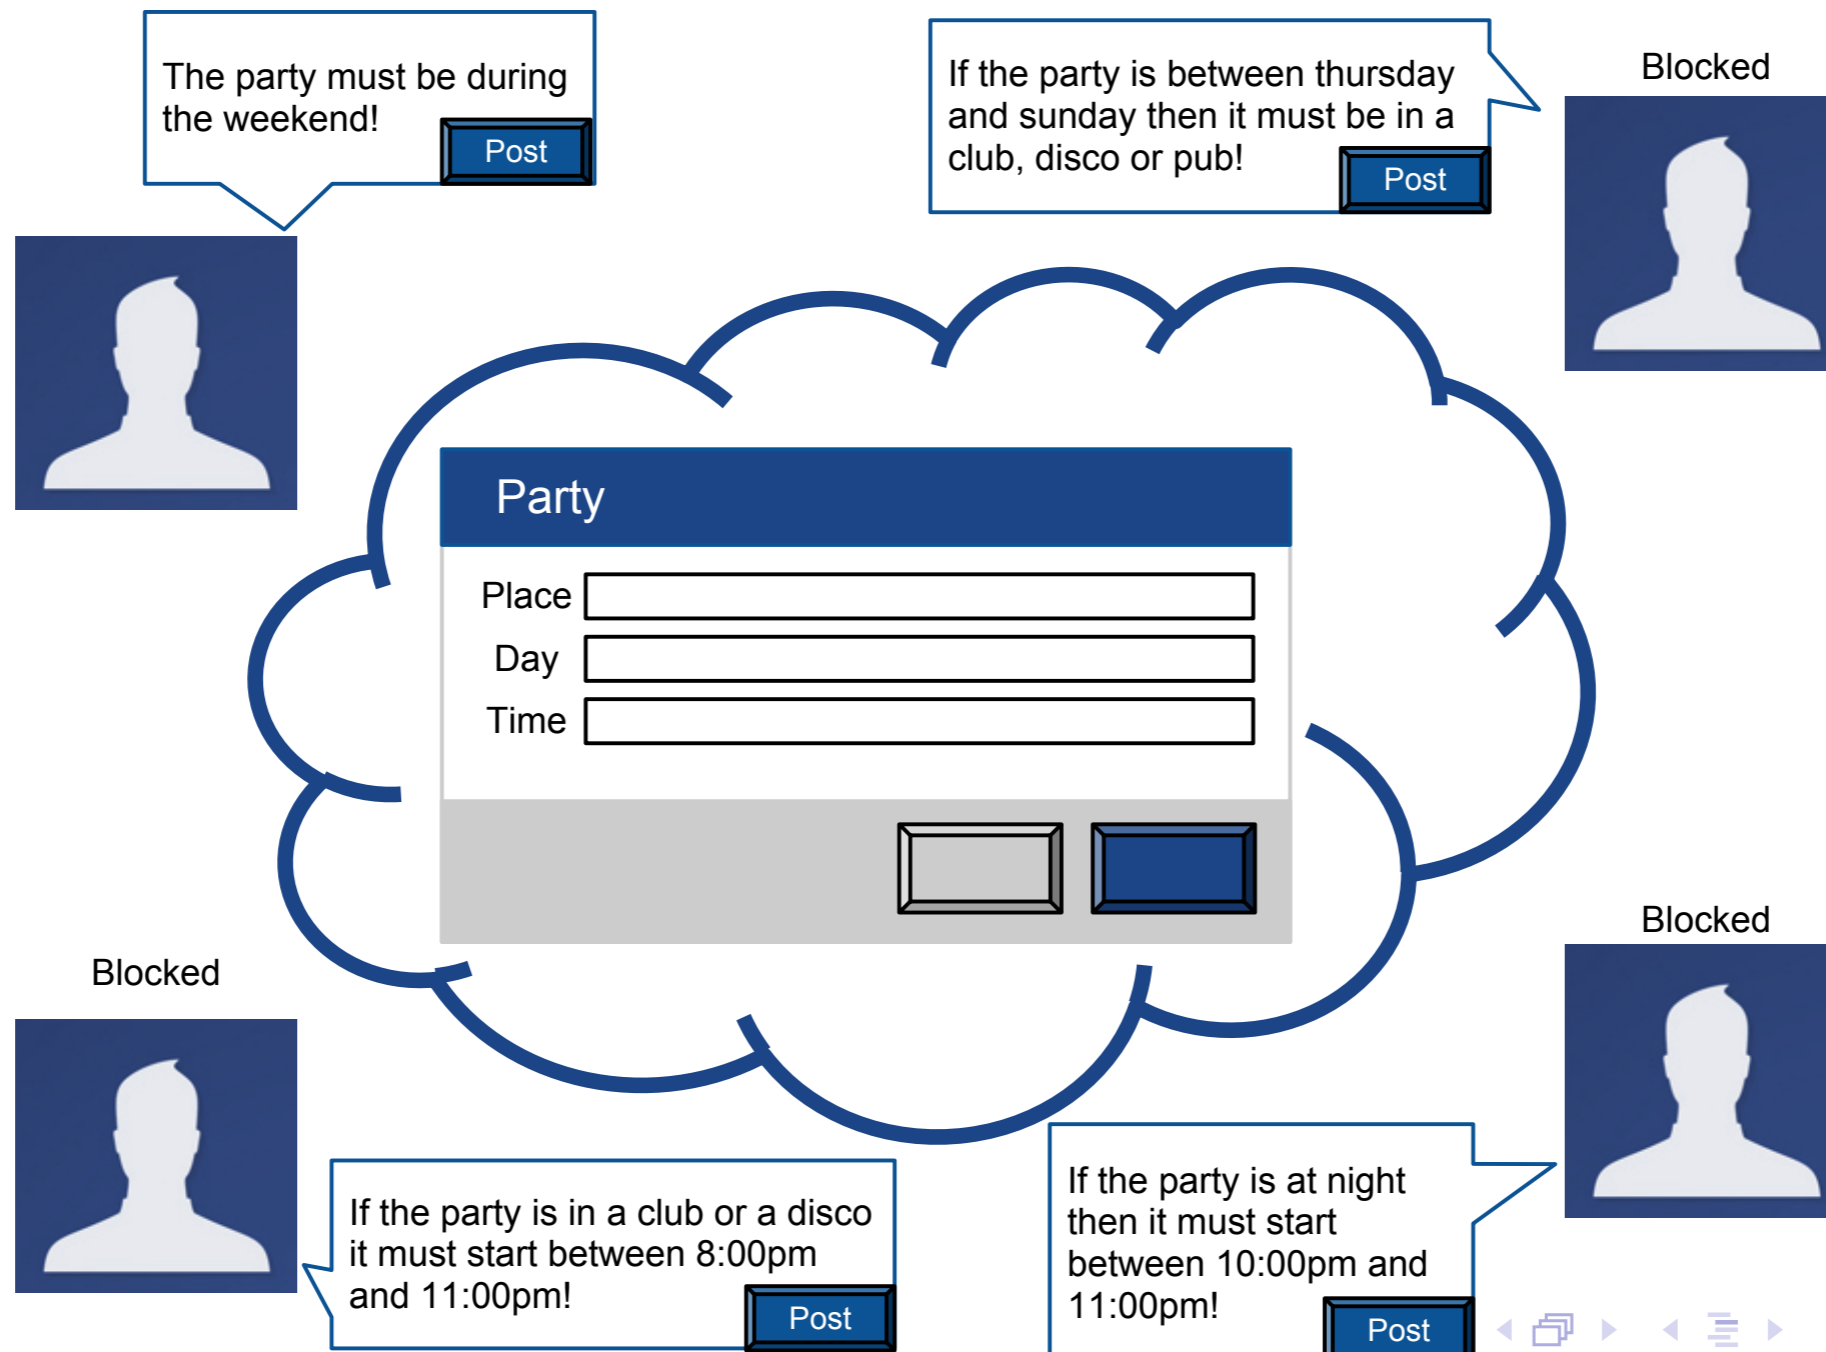 The party must be during
the weekend!
Post
If the party is between thursday
and sunday then it must be in a
club, disco or pub!
Post
Blocked
Party
Place
Day
Time
Blocked
If the party is in a club or a disco
it must start between 8:00pm
and 11:00pm!
Post
Blocked
If the party is at night
then it must start
between 10:00pm and
11:00pm!
Post